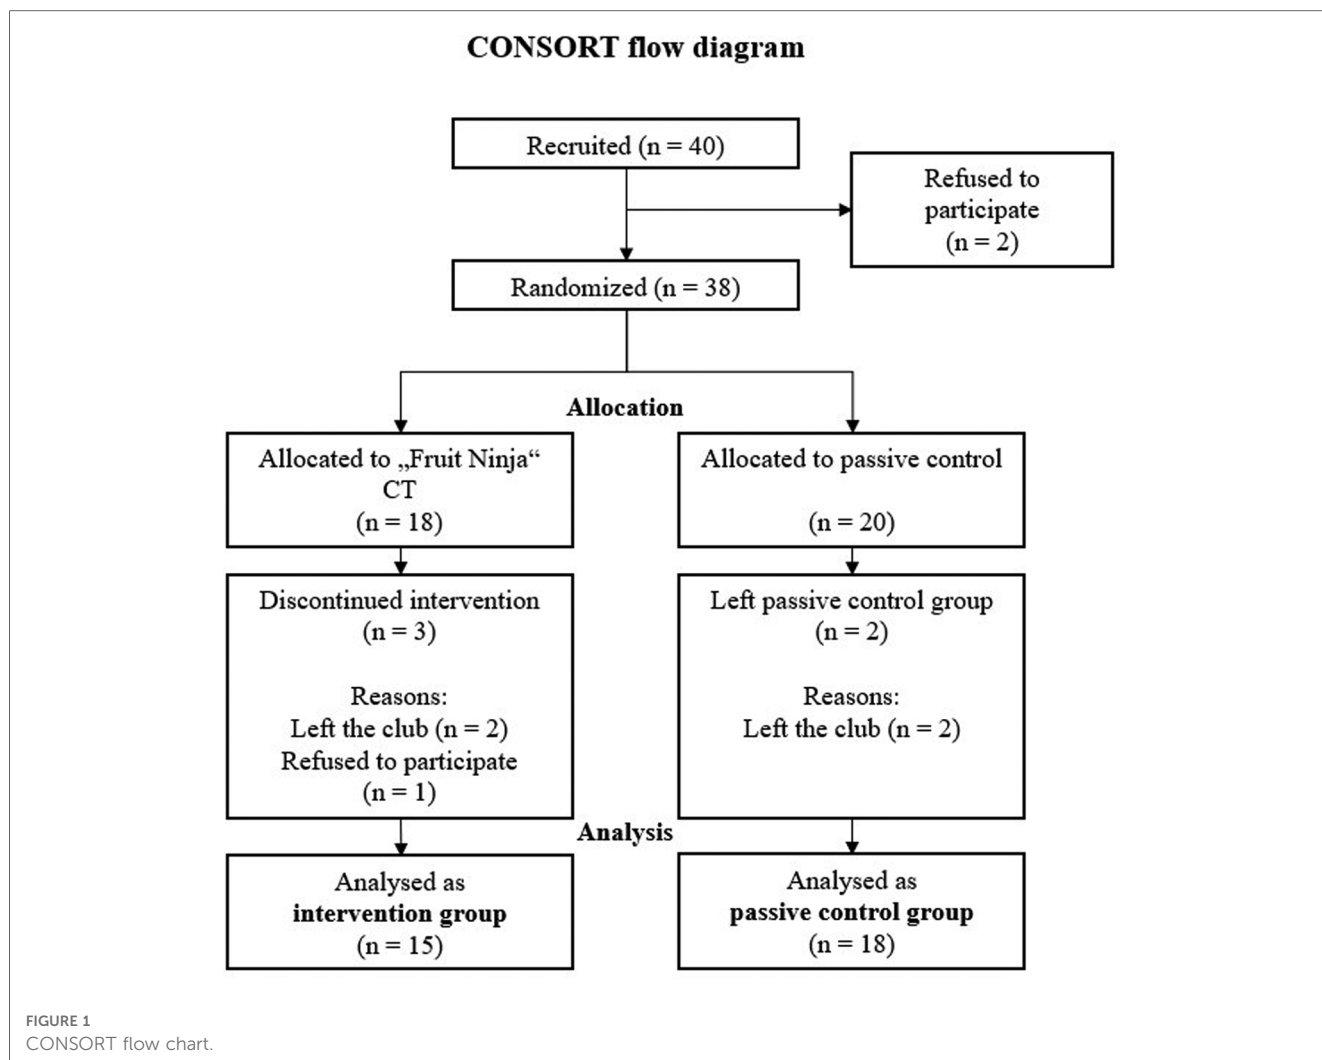 CONSORT flow diagram
Recruited (n = 40)
Refused to
participate
(n = 2)
Randomized (n = 38)
Allocation
Allocated to „Fruit Ninja“
CT
(n = 18)
Allocated to passive control
(n = 20)
Discontinued intervention
(n = 3)
Reasons:
Left the club (n = 2)
Refused to participate
(n = 1)
Left passive control group
(n = 2)
Reasons:
Left the club (n = 2)
Analysis
Analysed as
intervention group
(n = 15)
Analysed as
passive control group
(n = 18)
FIGURE 1
CONSORT flow chart.